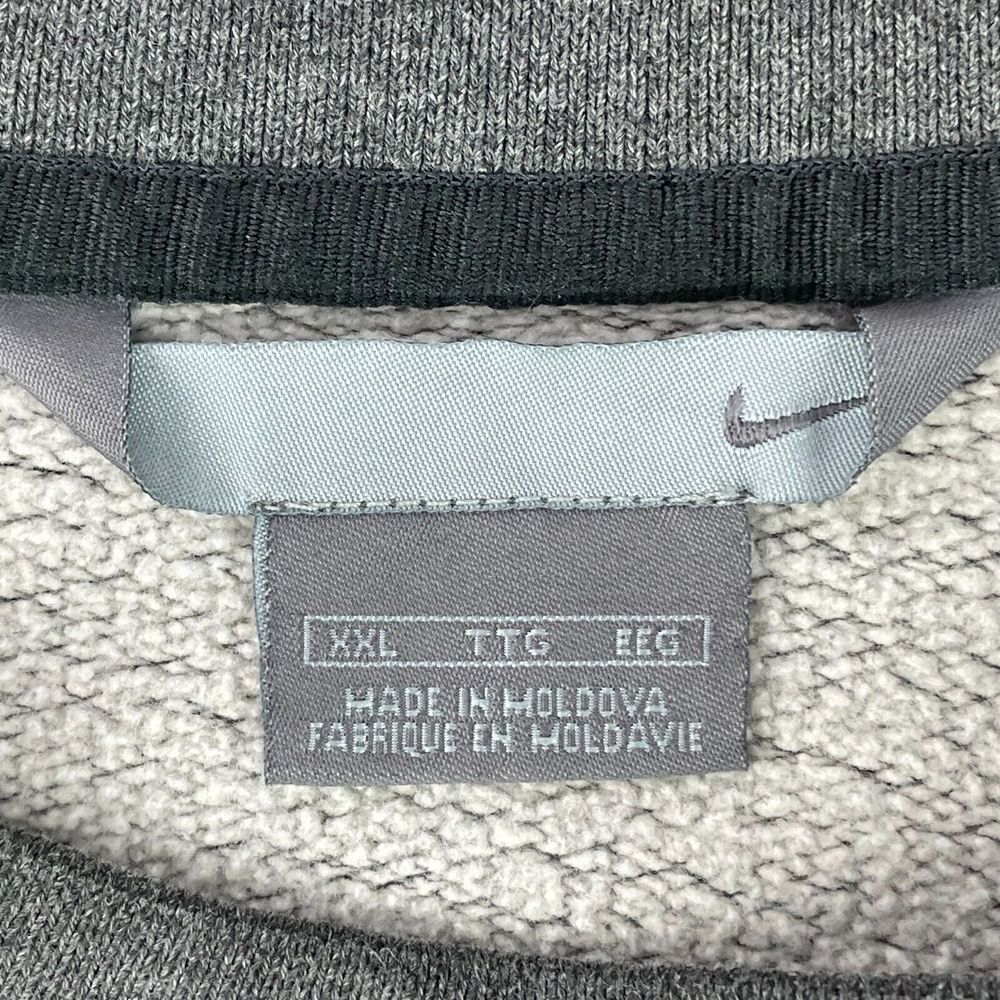 XXL TTG EEG
MADE IN MOLDOVA
FABRIQUE EN MOLDAVIE